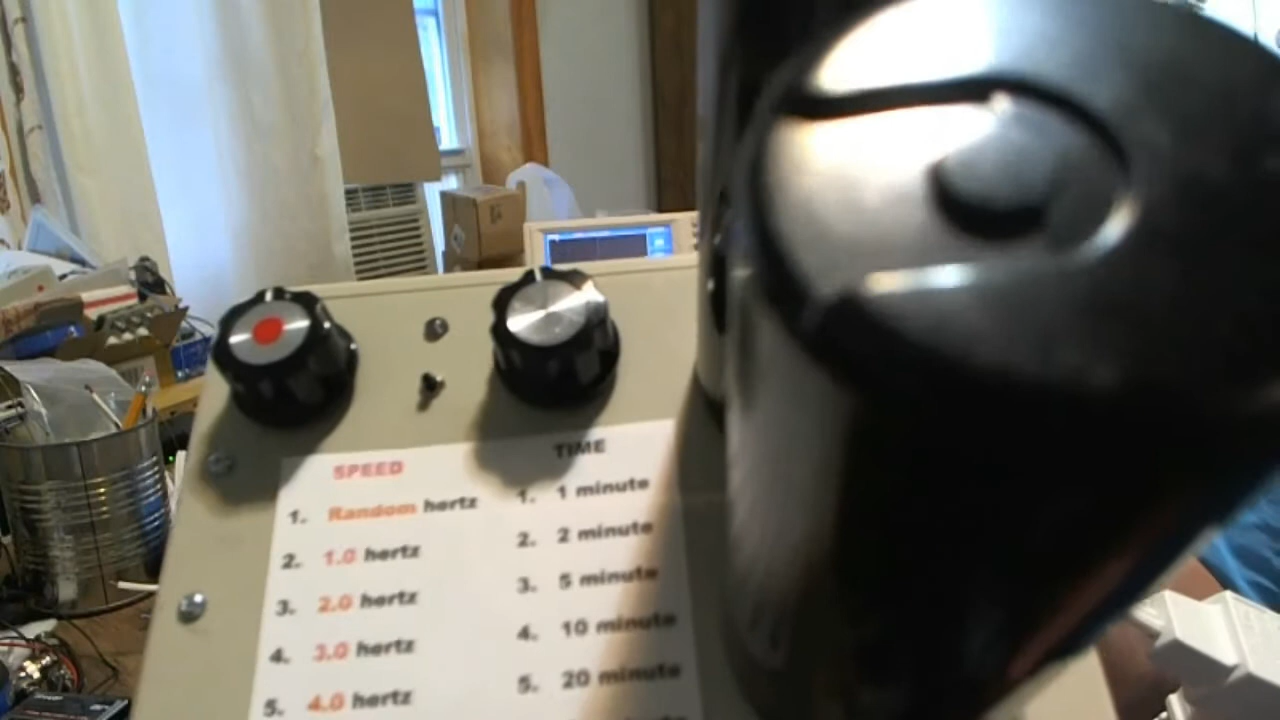 SPEED
TIME
1. Random hertz
1. 1 minute
2. 1.0 hertz
2. 2 minute
3. 2.0 hertz
3. 5 minute
4. 3.0 hertz
4. 10 minute
5. 4.0 hertz
5. 20 minute